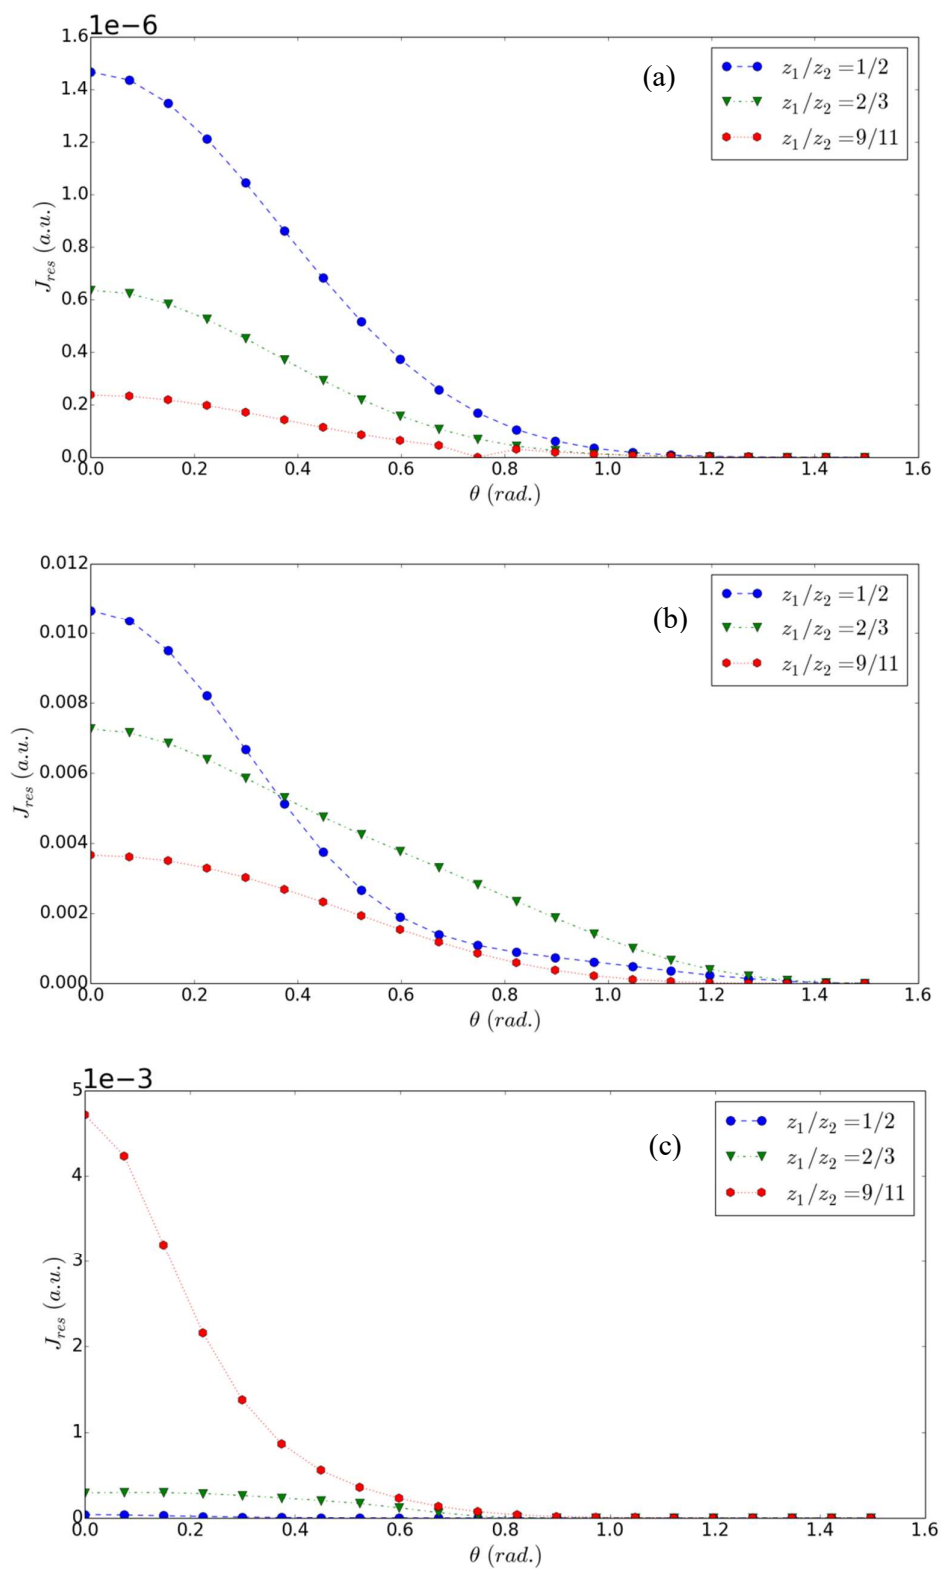 1e−6
1.6
1.4
1.2
1.0
0.8
0.6
0.4
0.2
0.0
J_res (a.u.)
(a)
z₁/z₂ = 1/2
z₁/z₂ = 2/3
z₁/z₂ = 9/11
0.0 0.2 0.4 0.6 0.8 1.0 1.2 1.4 1.6
θ (rad.)
0.012
0.010
0.008
0.006
0.004
0.002
0.000
J_res (a.u.)
(b)
z₁/z₂ = 1/2
z₁/z₂ = 2/3
z₁/z₂ = 9/11
0.0 0.2 0.4 0.6 0.8 1.0 1.2 1.4 1.6
θ (rad.)
1e−3
5
4
3
2
1
0
J_res (a.u.)
(c)
z₁/z₂ = 1/2
z₁/z₂ = 2/3
z₁/z₂ = 9/11
0.0 0.2 0.4 0.6 0.8 1.0 1.2 1.4 1.6
θ (rad.)